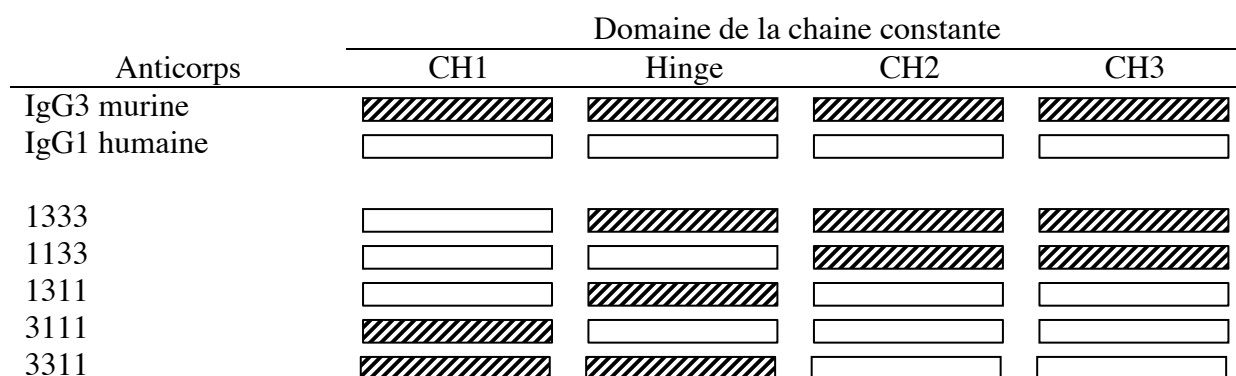 Domaine de la chaine constante
Anticorps CH1 Hinge CH2 CH3
IgG3 murine
IgG1 humaine
1333
1133
1311
3111
3311